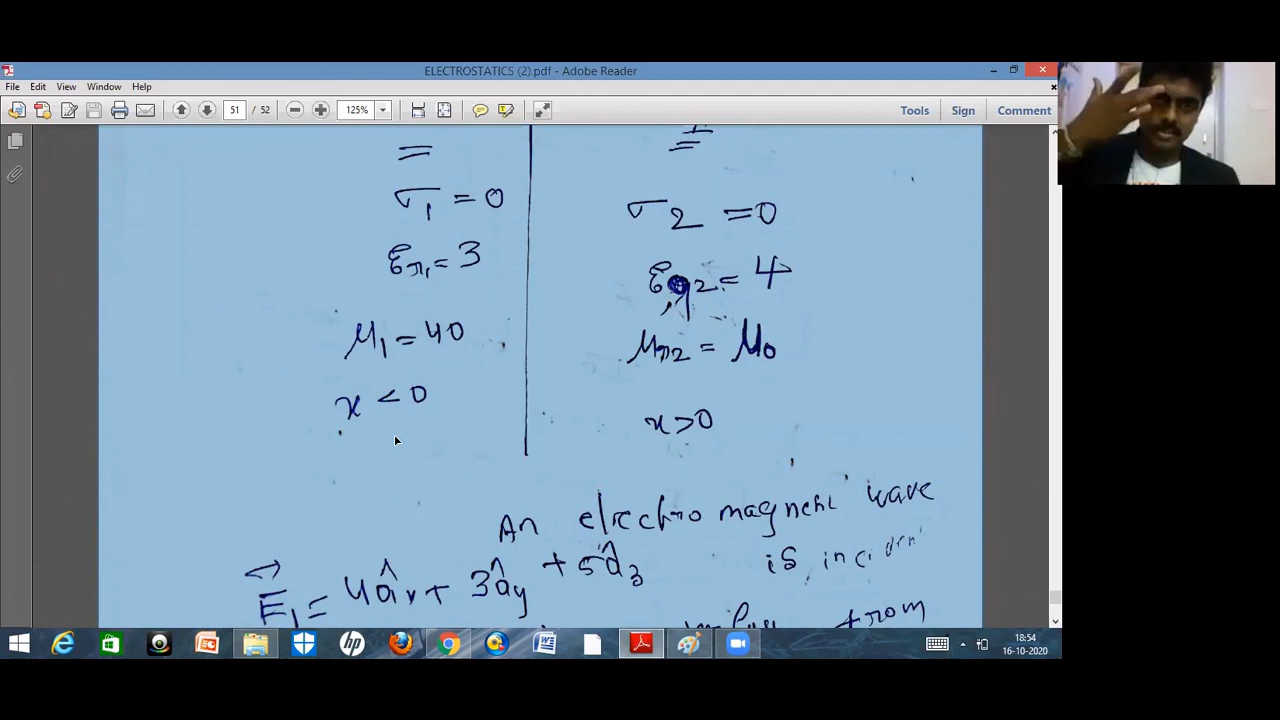 ELECTROSTATICS (2).pdf - Adobe Reader
File Edit View Window Help
51 / 52 125% Tools Sign Comment
σ1 = 0
σ2 = 0
εr1 = 3
εr2 = 4
μ1 = 40
μr2 = μ0
x < 0
x > 0
An electromagnetic wave
is incident
E1 = 4âx + 3ây + 5âz
from
18:54
16-10-2020